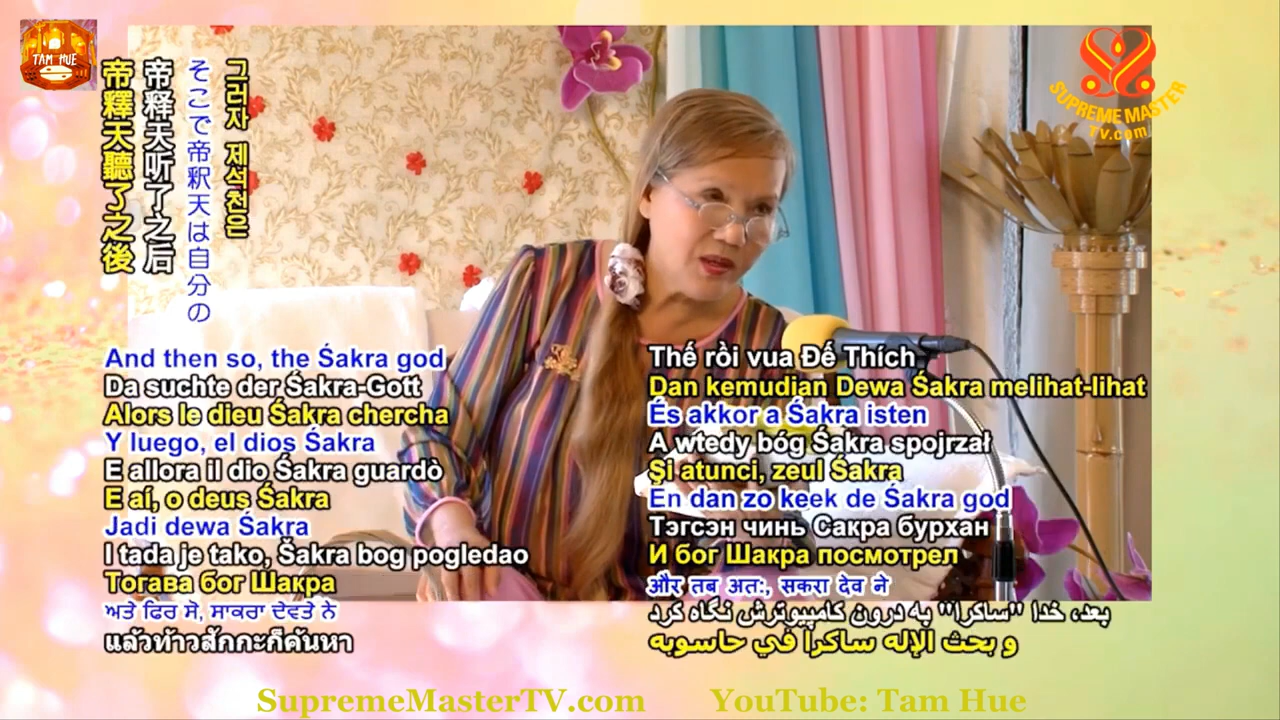 TAM HUE
SUPREME MASTER
TV.com
帝釋天聽了之後
帝释天听了之后
そこで帝釈天は自分の
그러자 제석천은
And then so, the Śakra god
Da suchte der Śakra-Gott
Alors le dieu Śakra chercha
Y luego, el dios Śakra
E allora il dio Śakra guardò
E aí, o deus Śakra
Jadi dewa Śakra
I tada je tako, Šakra bog pogledao
Тогава бог Шакра
ਅਤੇ ਫਿਰ ਸੋ, ਸਾਕਰਾ ਦੇਵਤੇ ਨੇ
แล้วท้าวสักกะก็ค้นหา
Thế rồi vua Đế Thích
Dan kemudian Dewa Śakra melihat-lihat
És akkor a Śakra isten
A wtedy bóg Śakra spojrzał
Şi atunci, zeul Śakra
En dan zo keek de Śakra god
Тэгсэн чинь Сакра бурхан
И бог Шакра посмотрел
और तब अतः, सकरा देव ने
بعد، خدا "ساکرا" به درون کامپیوترش نگاه کرد
و بحث الإله ساكرا في حاسوبه
SupremeMasterTV.com YouTube: Tam Hue